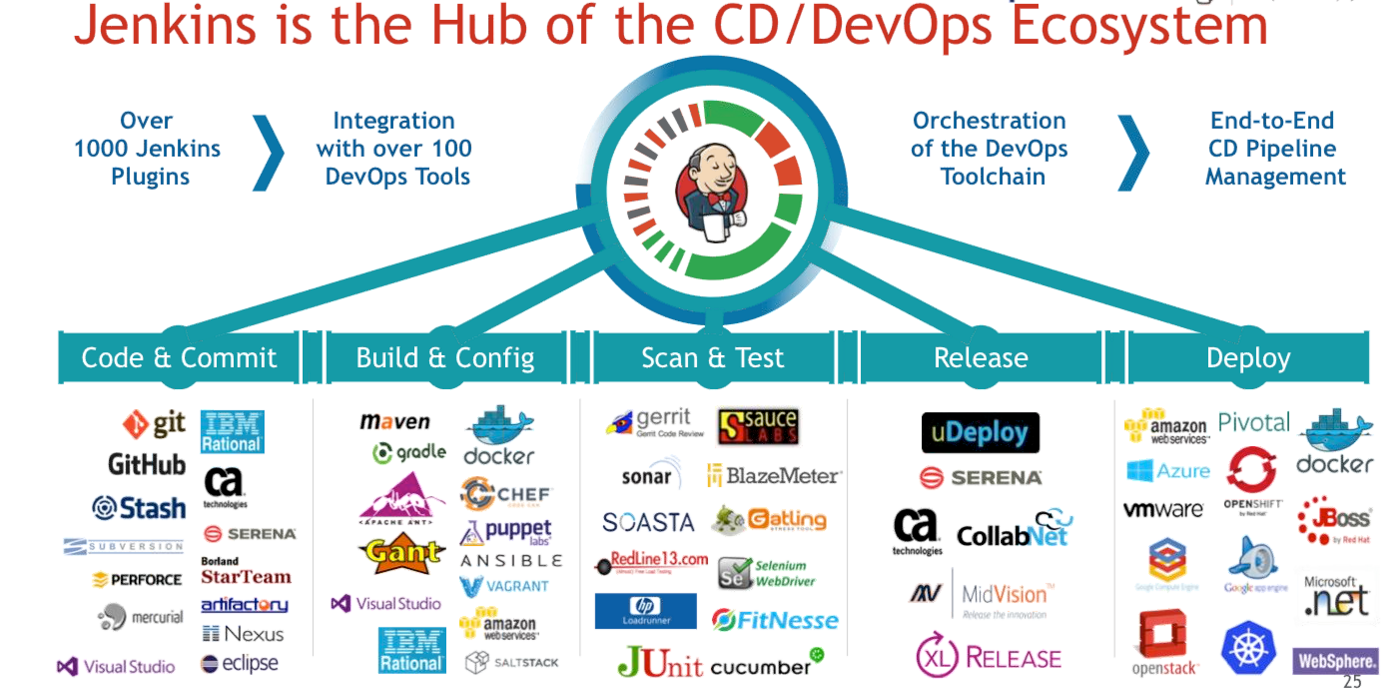 Jenkins is the Hub of the CD/DevOps Ecosystem
Over
1000 Jenkins
Plugins
Integration
with over 100
DevOps Tools
Orchestration
of the DevOps
Toolchain
End-to-End
CD Pipeline
Management
Code & Commit
Build & Config
Scan & Test
Release
Deploy
git
IBM
Rational
GitHub
ca
technologies
Stash
SERENA
SUBVERSION
Borland
StarTeam
PERFORCE
artifactory
mercurial
Nexus
Visual Studio
eclipse
maven
docker
gradle
CHEF
<APACHE ANT>
puppet
labs
Gant
ANSIBLE
VAGRANT
Visual Studio
amazon
web services
IBM
Rational
SALTSTACK
gerrit
Gerrit Code Review
sauce
LABS
sonar
BlazeMeter
SOASTA
Gatling
STRESS TOOL
RedLine13.com
Se
Selenium
WebDriver
hp
Loadrunner
FitNesse
JUnit
cucumber
uDeploy
SERENA
ca
technologies
CollabNet
MidVision™
Release the innovation
XL RELEASE
amazon
web services
Pivotal
docker
Azure
OPENSHIFT
by Red Hat
vmware
JBoss
by Red Hat
Google Compute Engine
Google app engine
Microsoft
.net
openstack
WebSphere.
25